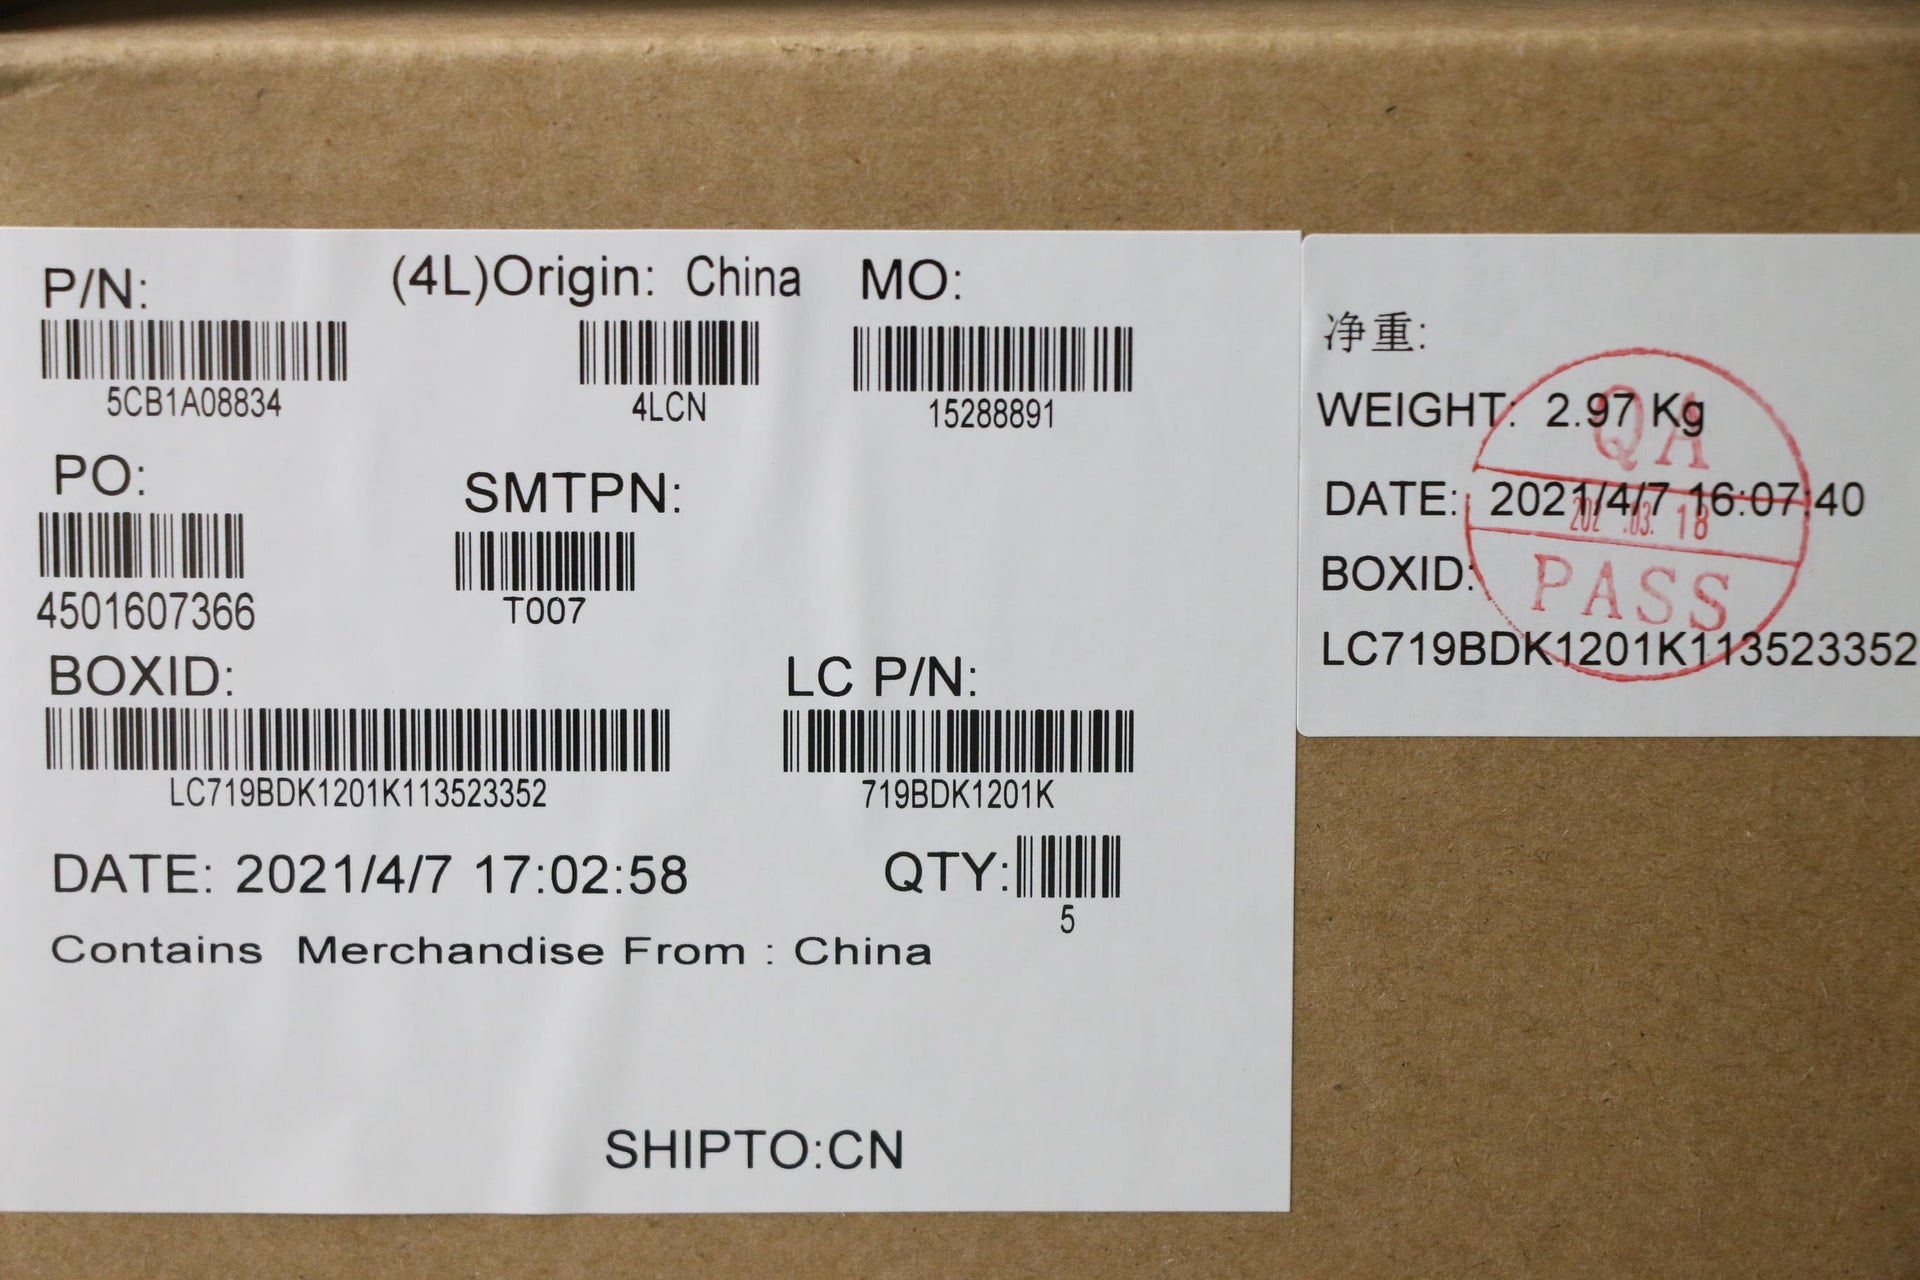 P/N:
5CB1A08834
(4L)Origin: China
4LCN
MO:
15288891
PO:
4501607366
SMTPN:
T007
BOXID:
LC719BDK1201K113523352
LC P/N:
719BDK1201K
DATE: 2021/4/7 17:02:58
QTY:
5
Contains Merchandise From : China
SHIPTO:CN
净重:
WEIGHT: 2.97 Kg
DATE: 2021/4/7 16:07:40
BOXID:
LC719BDK1201K113523352
QA
03. 18
PASS